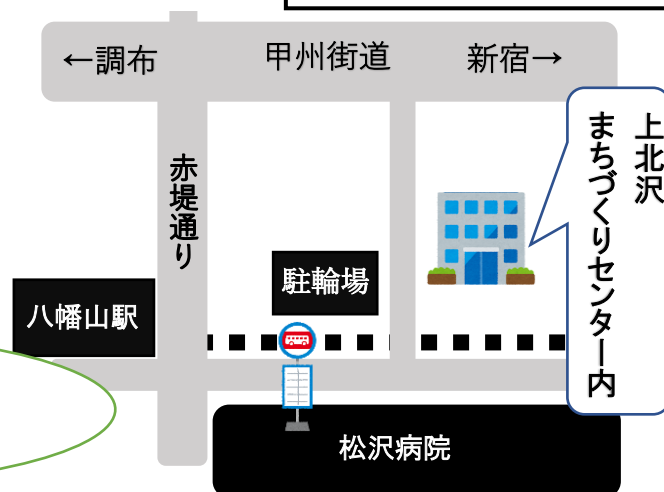 ←調布
甲州街道
新宿→
上北沢
まちづくりセンター内
赤堤通り
駐輪場
八幡山駅
松沢病院